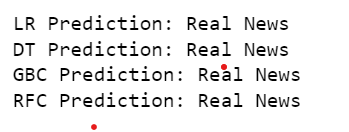 LR Prediction: Real News
DT Prediction: Real News
GBC Prediction: Real News
RFC Prediction: Real News